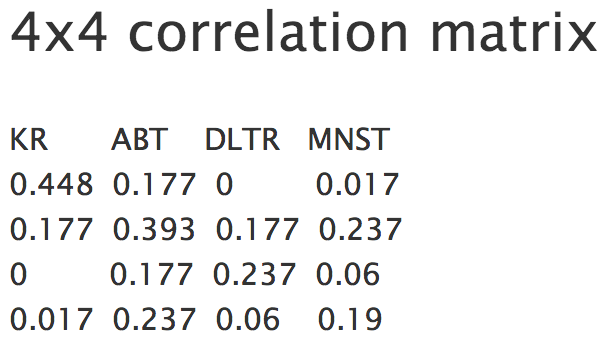 4x4 correlation matrix
KR ABT DLTR MNST
0.448 0.177 0 0.017
0.177 0.393 0.177 0.237
0 0.177 0.237 0.06
0.017 0.237 0.06 0.19